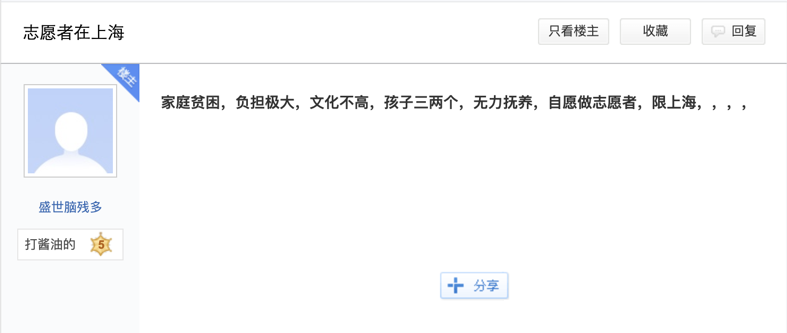 志愿者在上海
只看楼主
收藏
回复
楼主
家庭贫困，负担极大，文化不高，孩子三两个，无力抚养，自愿做志愿者，限上海，，，，
盛世脑残多
打酱油的 5
分享